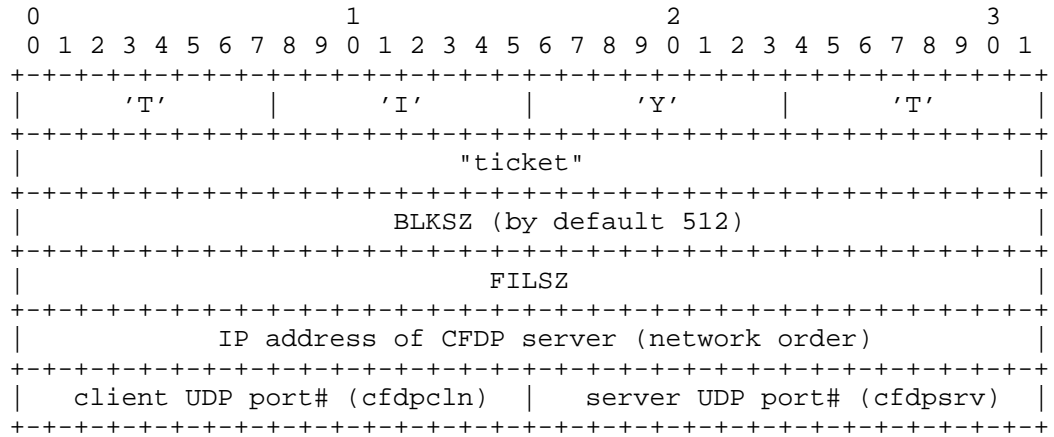 0                   1                   2                   3
 0 1 2 3 4 5 6 7 8 9 0 1 2 3 4 5 6 7 8 9 0 1 2 3 4 5 6 7 8 9 0 1
+-+-+-+-+-+-+-+-+-+-+-+-+-+-+-+-+-+-+-+-+-+-+-+-+-+-+-+-+-+-+-+-+
|      ’T’      |      ’I’      |      ’Y’      |      ’T’      |
+-+-+-+-+-+-+-+-+-+-+-+-+-+-+-+-+-+-+-+-+-+-+-+-+-+-+-+-+-+-+-+-+
|                           "ticket"                            |
+-+-+-+-+-+-+-+-+-+-+-+-+-+-+-+-+-+-+-+-+-+-+-+-+-+-+-+-+-+-+-+-+
|                       BLKSZ (by default 512)                  |
+-+-+-+-+-+-+-+-+-+-+-+-+-+-+-+-+-+-+-+-+-+-+-+-+-+-+-+-+-+-+-+-+
|                             FILSZ                             |
+-+-+-+-+-+-+-+-+-+-+-+-+-+-+-+-+-+-+-+-+-+-+-+-+-+-+-+-+-+-+-+-+
|            IP address of CFDP server (network order)           |
+-+-+-+-+-+-+-+-+-+-+-+-+-+-+-+-+-+-+-+-+-+-+-+-+-+-+-+-+-+-+-+-+
|   client UDP port# (cfdpcln)  |   server UDP port# (cfdpsrv)  |
+-+-+-+-+-+-+-+-+-+-+-+-+-+-+-+-+-+-+-+-+-+-+-+-+-+-+-+-+-+-+-+-+